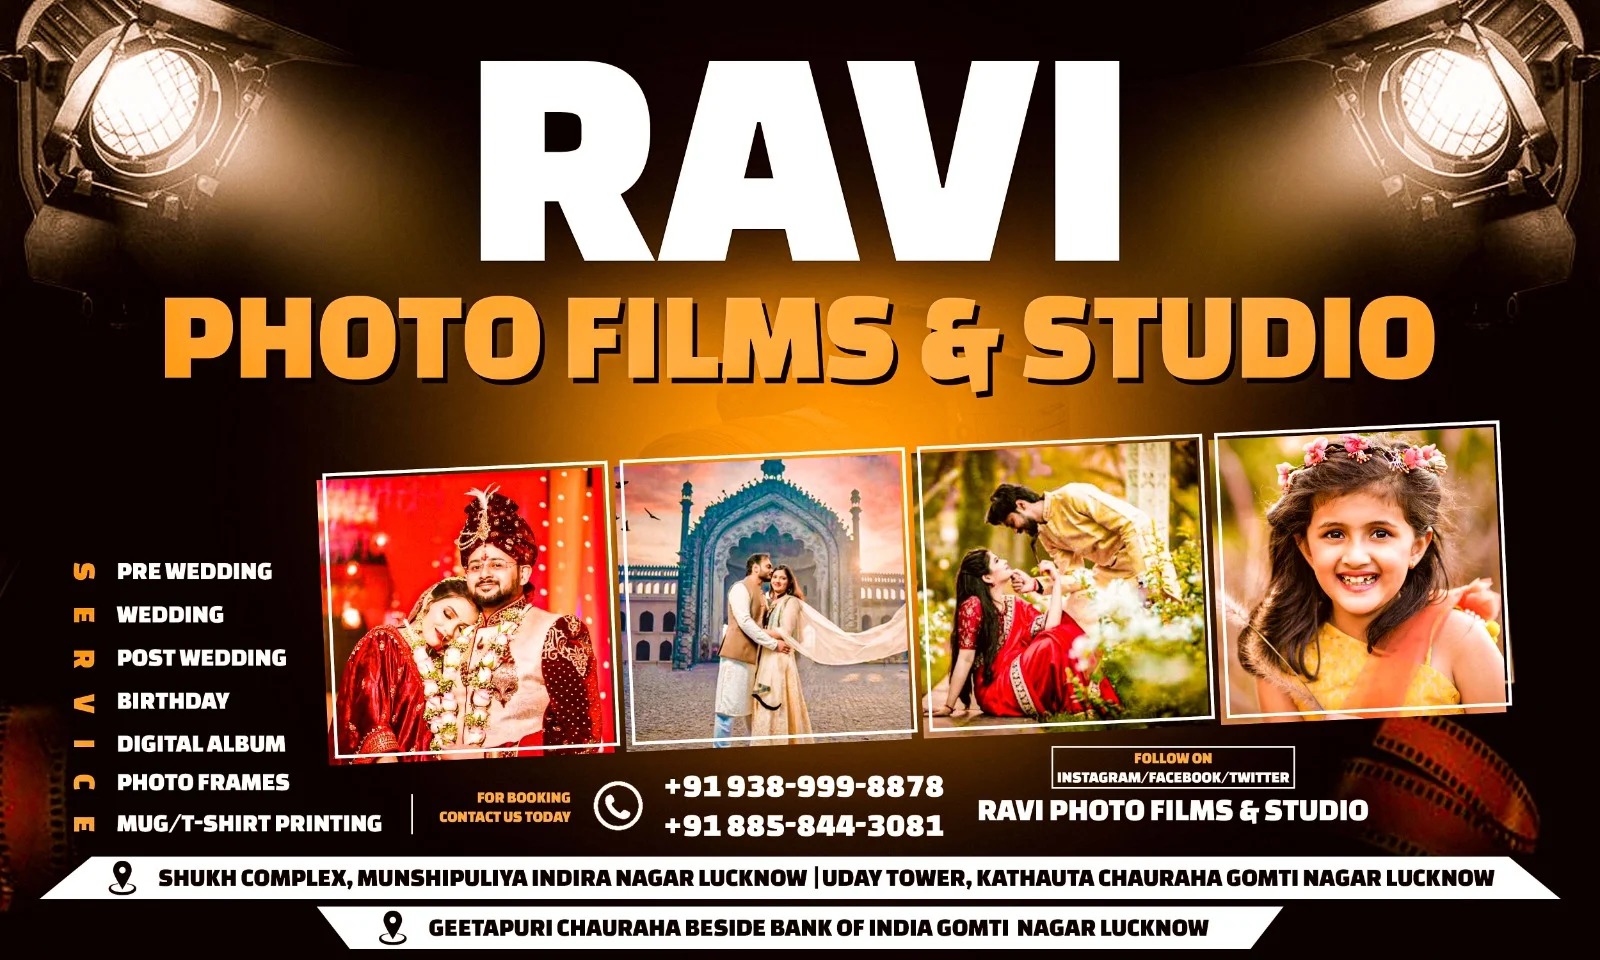 RAVI
PHOTO FILMS & STUDIO
SERVICE
PRE WEDDING
WEDDING
POST WEDDING
BIRTHDAY
DIGITAL ALBUM
PHOTO FRAMES
MUG/T-SHIRT PRINTING
FOR BOOKING
CONTACT US TODAY
+91 938-999-8878
+91 885-844-3081
FOLLOW ON
INSTAGRAM/FACEBOOK/TWITTER
RAVI PHOTO FILMS & STUDIO
SHUKH COMPLEX, MUNSHIPULIYA INDIRA NAGAR LUCKNOW | UDAY TOWER, KATHAUTA CHAURAHA GOMTI NAGAR LUCKNOW
GEETAPURI CHAURAHA BESIDE BANK OF INDIA GOMTI NAGAR LUCKNOW